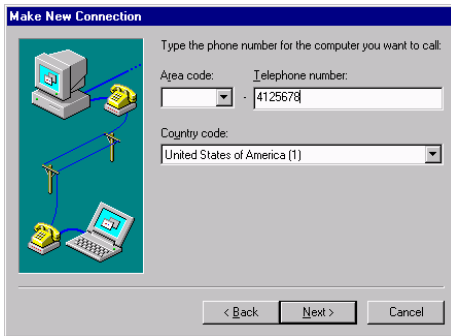 Make New Connection
Type the phone number for the computer you want to call:
Area code: Telephone number:
- 4125678
Country code:
United States of America (1)
< Back Next > Cancel